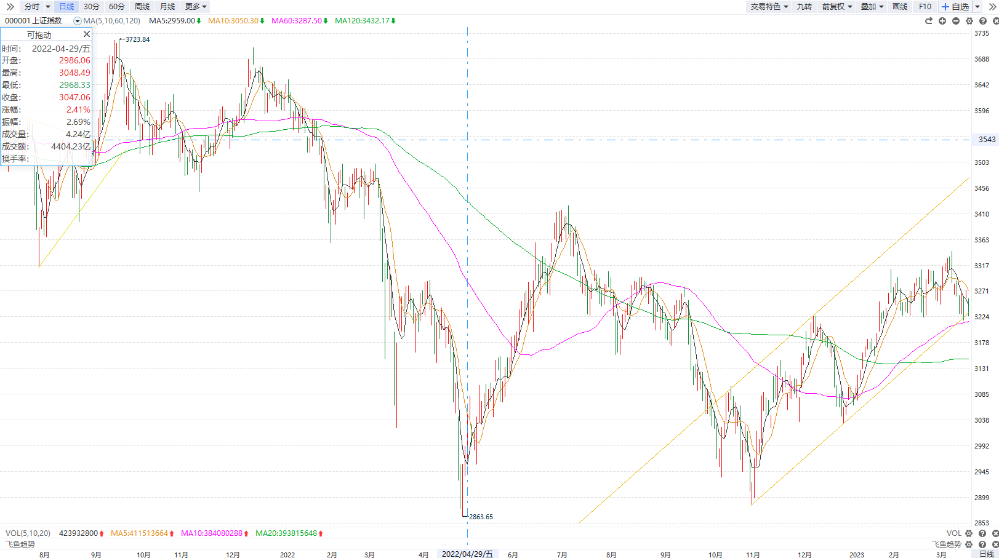 分时 日线 30分 60分 周线 月线 更多 交易特色 九转 前复权 叠加 画线 F10 自选
000001 上证指数 MA(5,10,60,120) MA5:2959.00 MA10:3050.30 MA60:3287.50 MA120:3432.17
可拖动
时间: 2022-04-29/五
开盘: 2986.06
最高: 3048.49
最低: 2968.33
收盘: 3047.06
涨幅: 2.41%
振幅: 2.69%
成交量: 4.24亿
成交额: 4404.23亿
换手率:
3723.84
2863.65
3735
3688
3642
3596
3543
3503
3456
3410
3363
3317
3271
3224
3178
3131
3085
3038
2992
2945
2899
2853
VOL(5,10,20) 423932800 MA5:411513664 MA10:384080288 MA20:393815648 VOL
飞鱼趋势 飞鱼趋势
8月 9月 10月 11月 12月 2022 2月 3月 4月 2022/04/29/五 6月 7月 8月 9月 10月 11月 12月 2023 2月 3月 日线